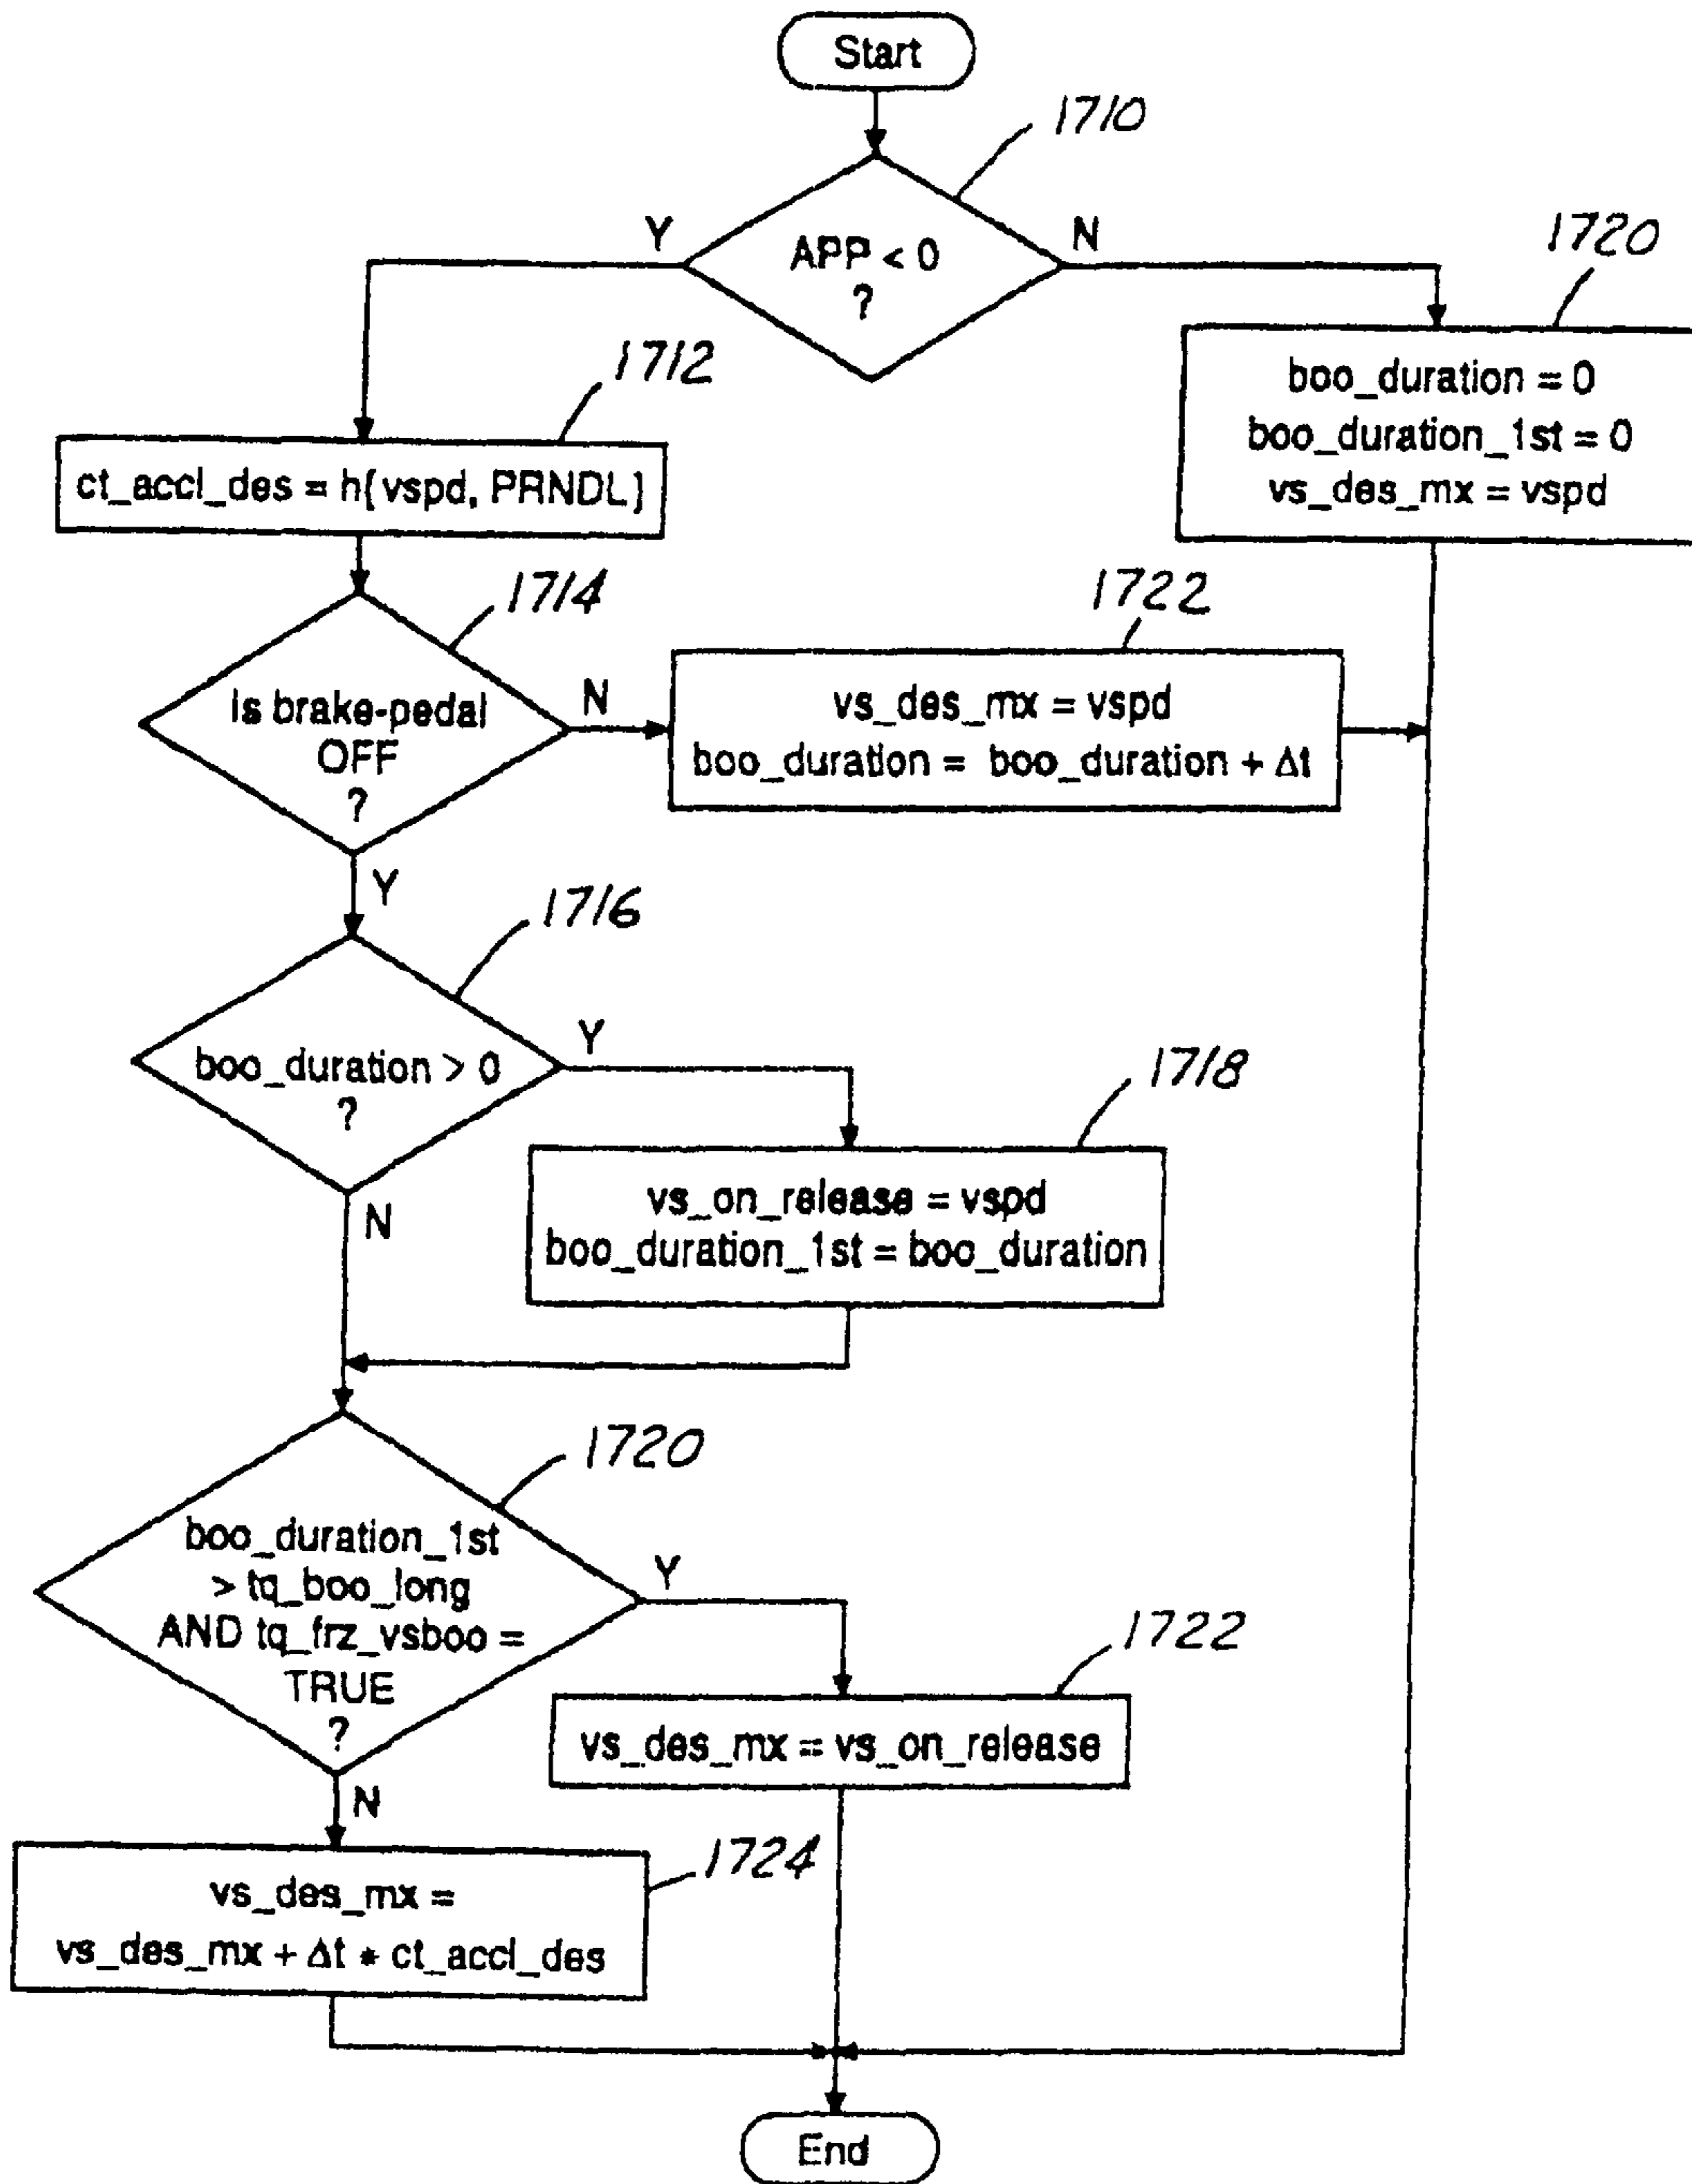 Start
1710
APP < 0
?
Y
N
1720
boo_duration = 0
boo_duration_1st = 0
vs_des_mx = vspd
1712
ct_accl_des = h[vspd, PRNDL]
1714
is brake-pedal
OFF
?
N
Y
1722
vs_des_mx = vspd
boo_duration = boo_duration + Δt
1716
boo_duration > 0
?
Y
N
1718
vs_on_release = vspd
boo_duration_1st = boo_duration
1720
boo_duration_1st
> tq_boo_long
AND tq_frz_vsboo =
TRUE
?
Y
N
1722
vs_des_mx = vs_on_release
1724
vs_des_mx =
vs_des_mx + Δt * ct_accl_des
End